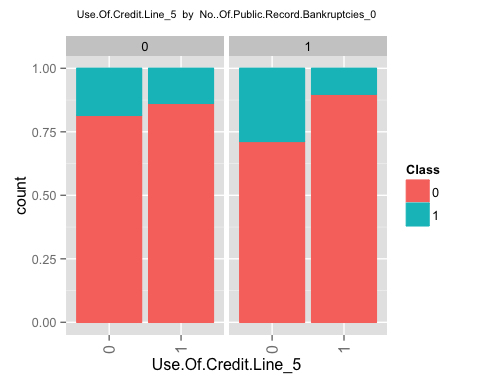 Use.Of.Credit.Line_5 by No..Of.Public.Record.Bankruptcies_0
0 1
1.00
0.75
0.50
0.25
0.00
count
0 1 0 1
Use.Of.Credit.Line_5
Class
0
1